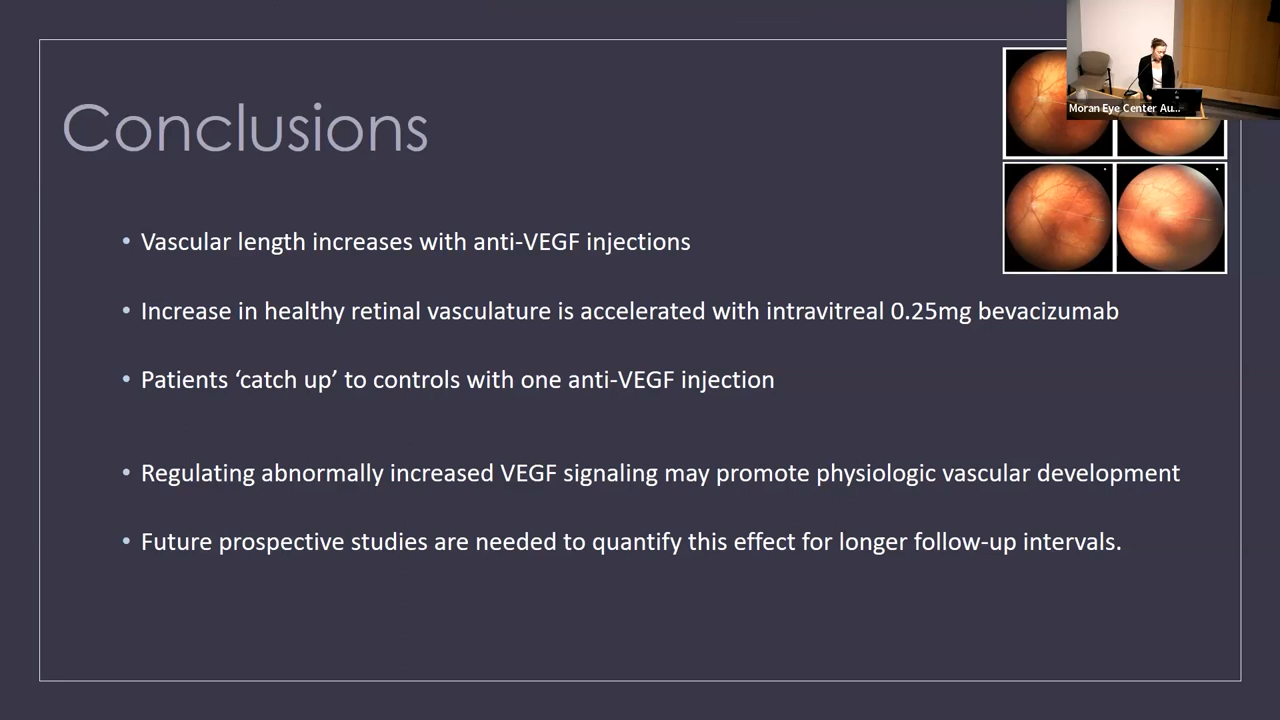 Moran Eye Center Au...
Conclusions
• Vascular length increases with anti-VEGF injections
• Increase in healthy retinal vasculature is accelerated with intravitreal 0.25mg bevacizumab
• Patients ‘catch up’ to controls with one anti-VEGF injection
• Regulating abnormally increased VEGF signaling may promote physiologic vascular development
• Future prospective studies are needed to quantify this effect for longer follow-up intervals.